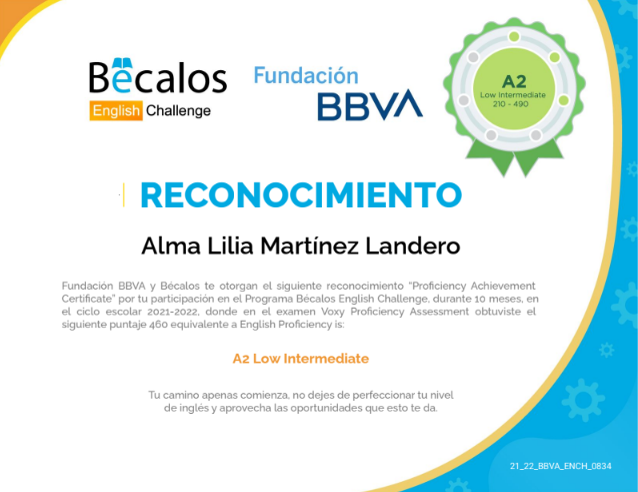 Bécalos
English Challenge
Fundación
BBVA
A2
Low Intermediate
210 - 490
RECONOCIMIENTO
Alma Lilia Martínez Landero
Fundación BBVA y Bécalos te otorgan el siguiente reconocimiento "Proficiency Achievement
Certificate" por tu participación en el Programa Bécalos English Challenge, durante 10 meses, en
el ciclo escolar 2021-2022, donde en el examen Voxy Proficiency Assessment obtuviste el
siguiente puntaje 460 equivalente a English Proficiency is:
A2 Low Intermediate
Tu camino apenas comienza, no dejes de perfeccionar tu nivel
de inglés y aprovecha las oportunidades que esto te da.
21_22_BBVA_ENCH_0834